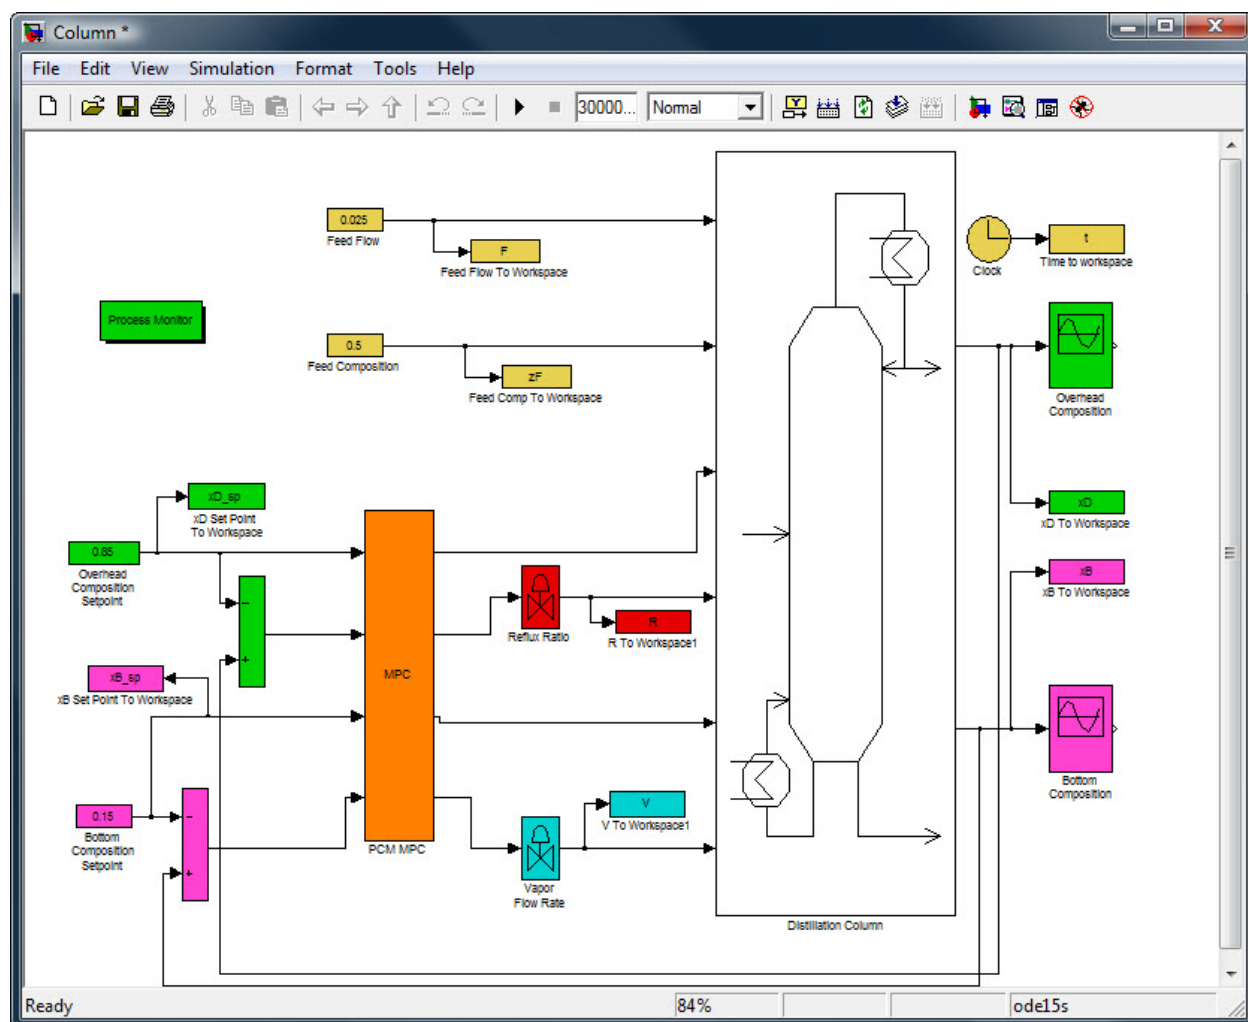 Column *
File Edit View Simulation Format Tools Help
30000... Normal
0.025
Feed Flow
F
Feed Flow To Workspace
t
Clock
Time to workspace
Process Monitor
0.5
Feed Composition
zF
Feed Comp To Workspace
Overhead
Composition
xD_sp
xD Set Point
To Workspace
xD
xD To Workspace
0.85
Overhead
Composition
Setpoint
−
+
xB
xB To Workspace
Reflux Ratio
R
R To Workspace1
MPC
PCM MPC
xB_sp
xB Set Point To Workspace
0.15
Bottom
Composition
Setpoint
−
+
V
V To Workspace1
Vapor
Flow Rate
Bottom
Composition
Distillation Column
Ready 84% ode15s